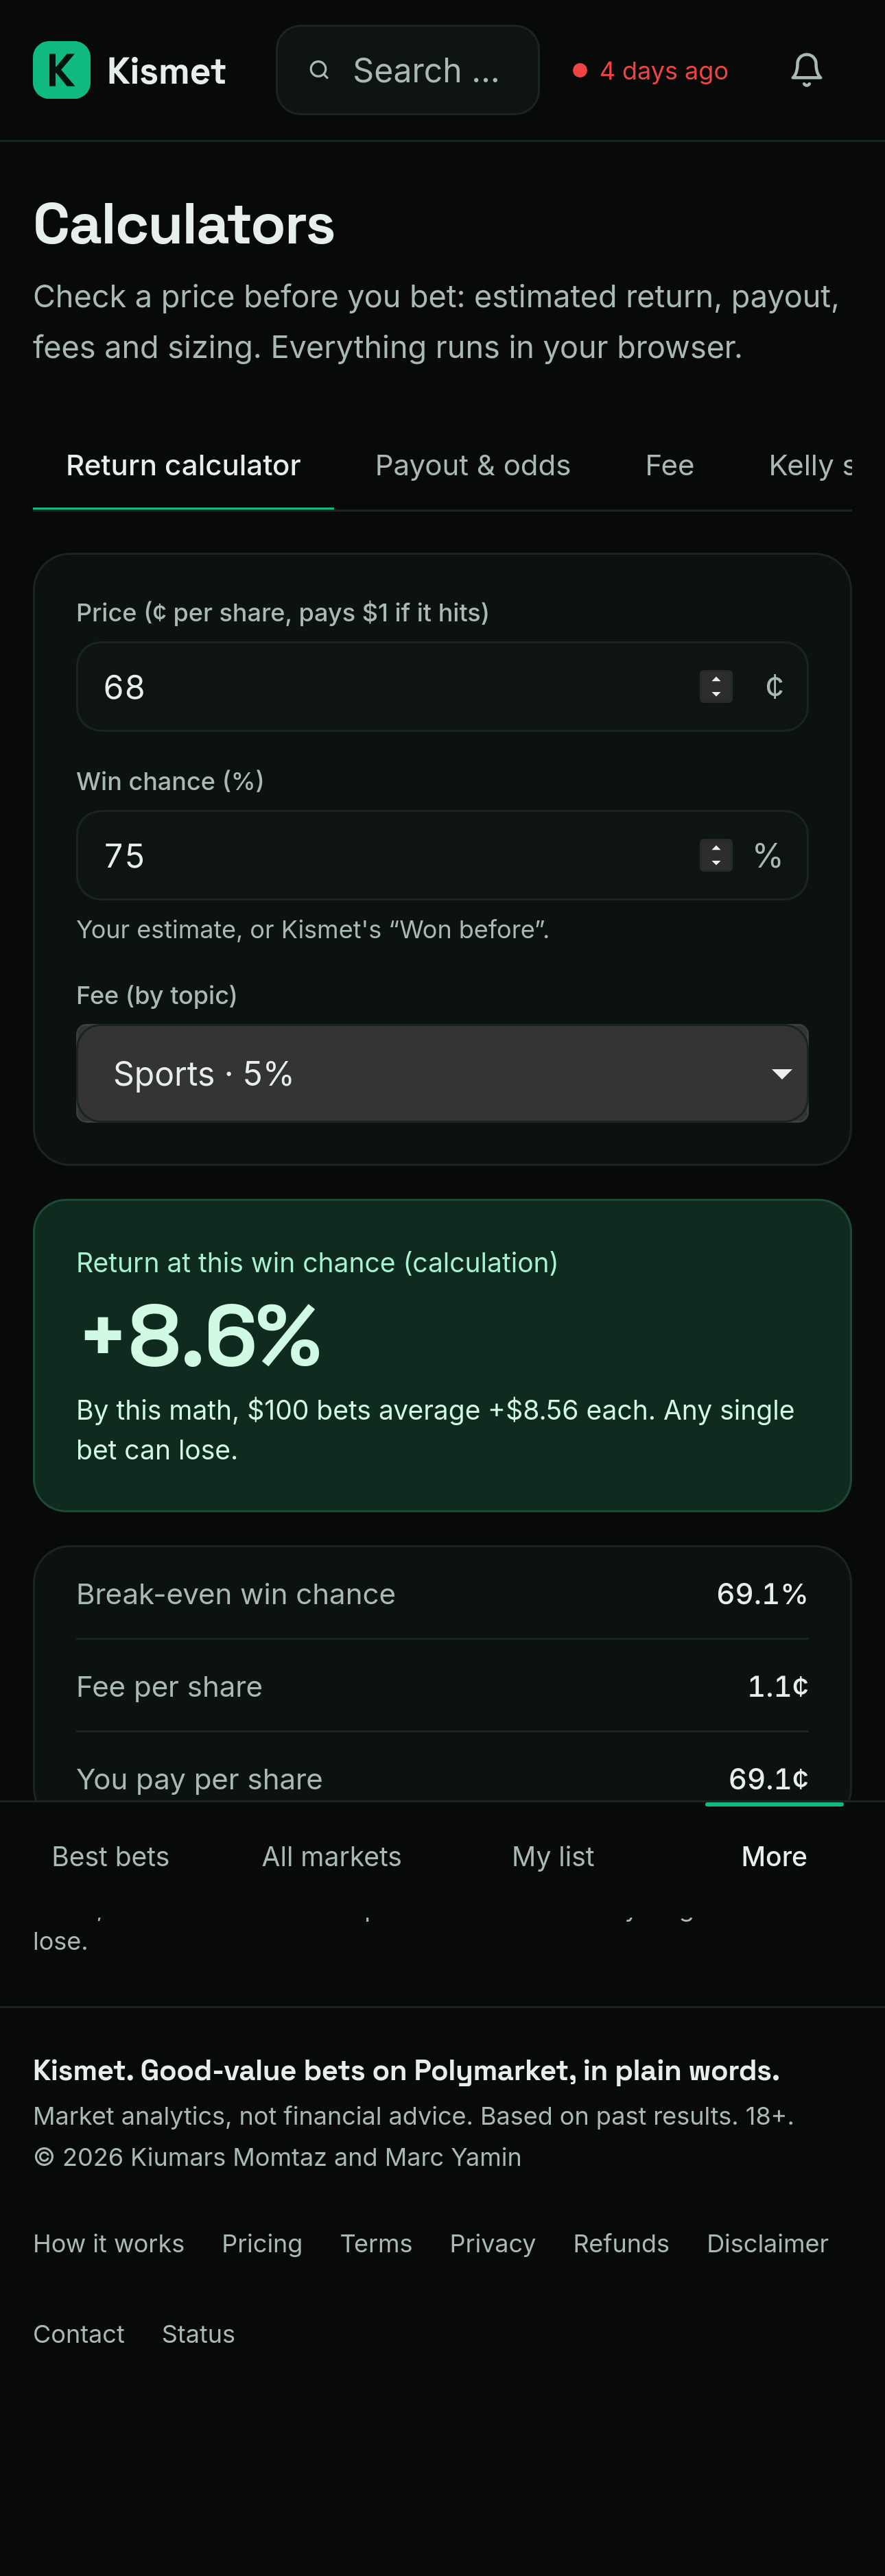 K Kismet Search ... 4 days ago
Calculators
Check a price before you bet: estimated return, payout,
fees and sizing. Everything runs in your browser.
Return calculator Payout & odds Fee Kelly
Price (¢ per share, pays $1 if it hits)
68 ¢
Win chance (%)
75 %
Your estimate, or Kismet's “Won before”.
Fee (by topic)
Sports · 5%
Return at this win chance (calculation)
+8.6%
By this math, $100 bets average +$8.56 each. Any single
bet can lose.
Break-even win chance 69.1%
Fee per share 1.1¢
You pay per share 69.1¢
Best bets All markets My list More
lose.
Kismet. Good-value bets on Polymarket, in plain words.
Market analytics, not financial advice. Based on past results. 18+.
© 2026 Kiumars Momtaz and Marc Yamin
How it works Pricing Terms Privacy Refunds Disclaimer
Contact Status